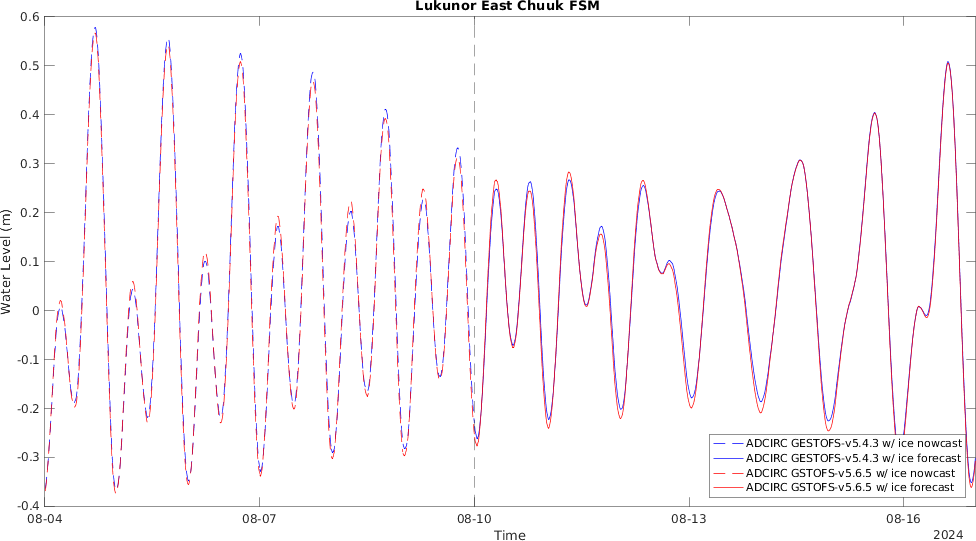 Lukunor East Chuuk FSM
0.6
0.5
0.4
0.3
0.2
0.1
0
-0.1
-0.2
-0.3
-0.4
Water Level (m)
08-04
08-07
08-10
08-13
08-16
Time
2024
ADCIRC GESTOFS-v5.4.3 w/ ice nowcast
ADCIRC GESTOFS-v5.4.3 w/ ice forecast
ADCIRC GSTOFS-v5.6.5 w/ ice nowcast
ADCIRC GSTOFS-v5.6.5 w/ ice forecast